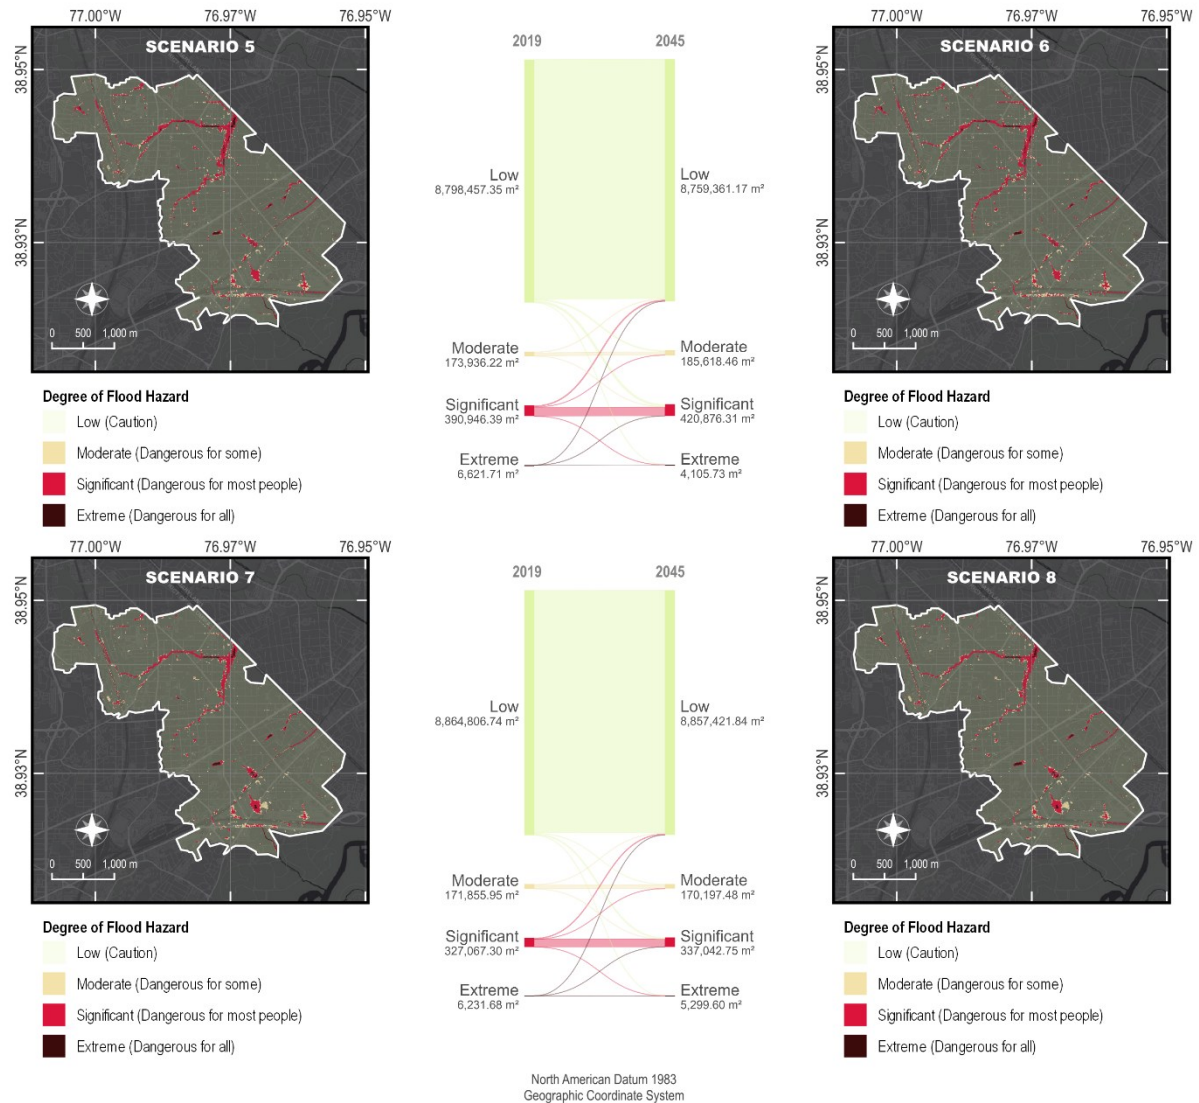 77.00°W 76.97°W 76.95°W
38.95°N
38.93°N
SCENARIO 5
0 500 1,000 m
Degree of Flood Hazard
Low (Caution)
Moderate (Dangerous for some)
Significant (Dangerous for most people)
Extreme (Dangerous for all)
2019 2045
Low
8,798,457.35 m²
Low
8,759,361.17 m²
Moderate
173,936.22 m²
Moderate
185,618.46 m²
Significant
390,946.39 m²
Significant
420,876.31 m²
Extreme
6,621.71 m²
Extreme
4,105.73 m²
77.00°W 76.97°W 76.95°W
38.95°N
38.93°N
SCENARIO 6
0 500 1,000 m
Degree of Flood Hazard
Low (Caution)
Moderate (Dangerous for some)
Significant (Dangerous for most people)
Extreme (Dangerous for all)
77.00°W 76.97°W 76.95°W
38.95°N
38.93°N
SCENARIO 7
0 500 1,000 m
Degree of Flood Hazard
Low (Caution)
Moderate (Dangerous for some)
Significant (Dangerous for most people)
Extreme (Dangerous for all)
2019 2045
Low
8,864,806.74 m²
Low
8,857,421.84 m²
Moderate
171,855.95 m²
Moderate
170,197.48 m²
Significant
327,067.30 m²
Significant
337,042.75 m²
Extreme
6,231.68 m²
Extreme
5,299.60 m²
77.00°W 76.97°W 76.95°W
38.95°N
38.93°N
SCENARIO 8
0 500 1,000 m
Degree of Flood Hazard
Low (Caution)
Moderate (Dangerous for some)
Significant (Dangerous for most people)
Extreme (Dangerous for all)
North American Datum 1983
Geographic Coordinate System